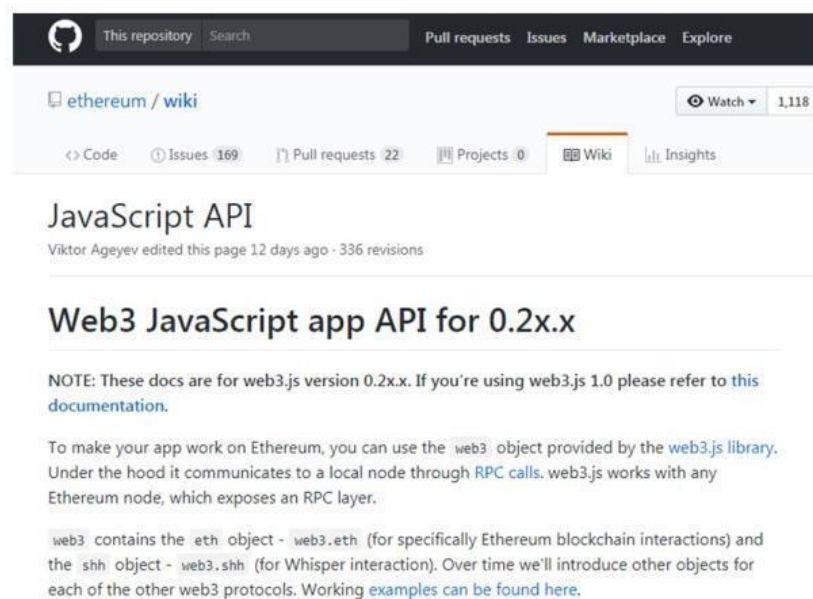 This repository Search Pull requests Issues Marketplace Explore
ethereum / wiki Watch 1,118
<> Code Issues 169 Pull requests 22 Projects 0 Wiki Insights
JavaScript API
Viktor Ageyev edited this page 12 days ago · 336 revisions
Web3 JavaScript app API for 0.2x.x
NOTE: These docs are for web3.js version 0.2x.x. If you're using web3.js 1.0 please refer to this
documentation.
To make your app work on Ethereum, you can use the web3 object provided by the web3.js library.
Under the hood it communicates to a local node through RPC calls. web3.js works with any
Ethereum node, which exposes an RPC layer.
web3 contains the eth object - web3.eth (for specifically Ethereum blockchain interactions) and
the shh object - web3.shh (for Whisper interaction). Over time we'll introduce other objects for
each of the other web3 protocols. Working examples can be found here.